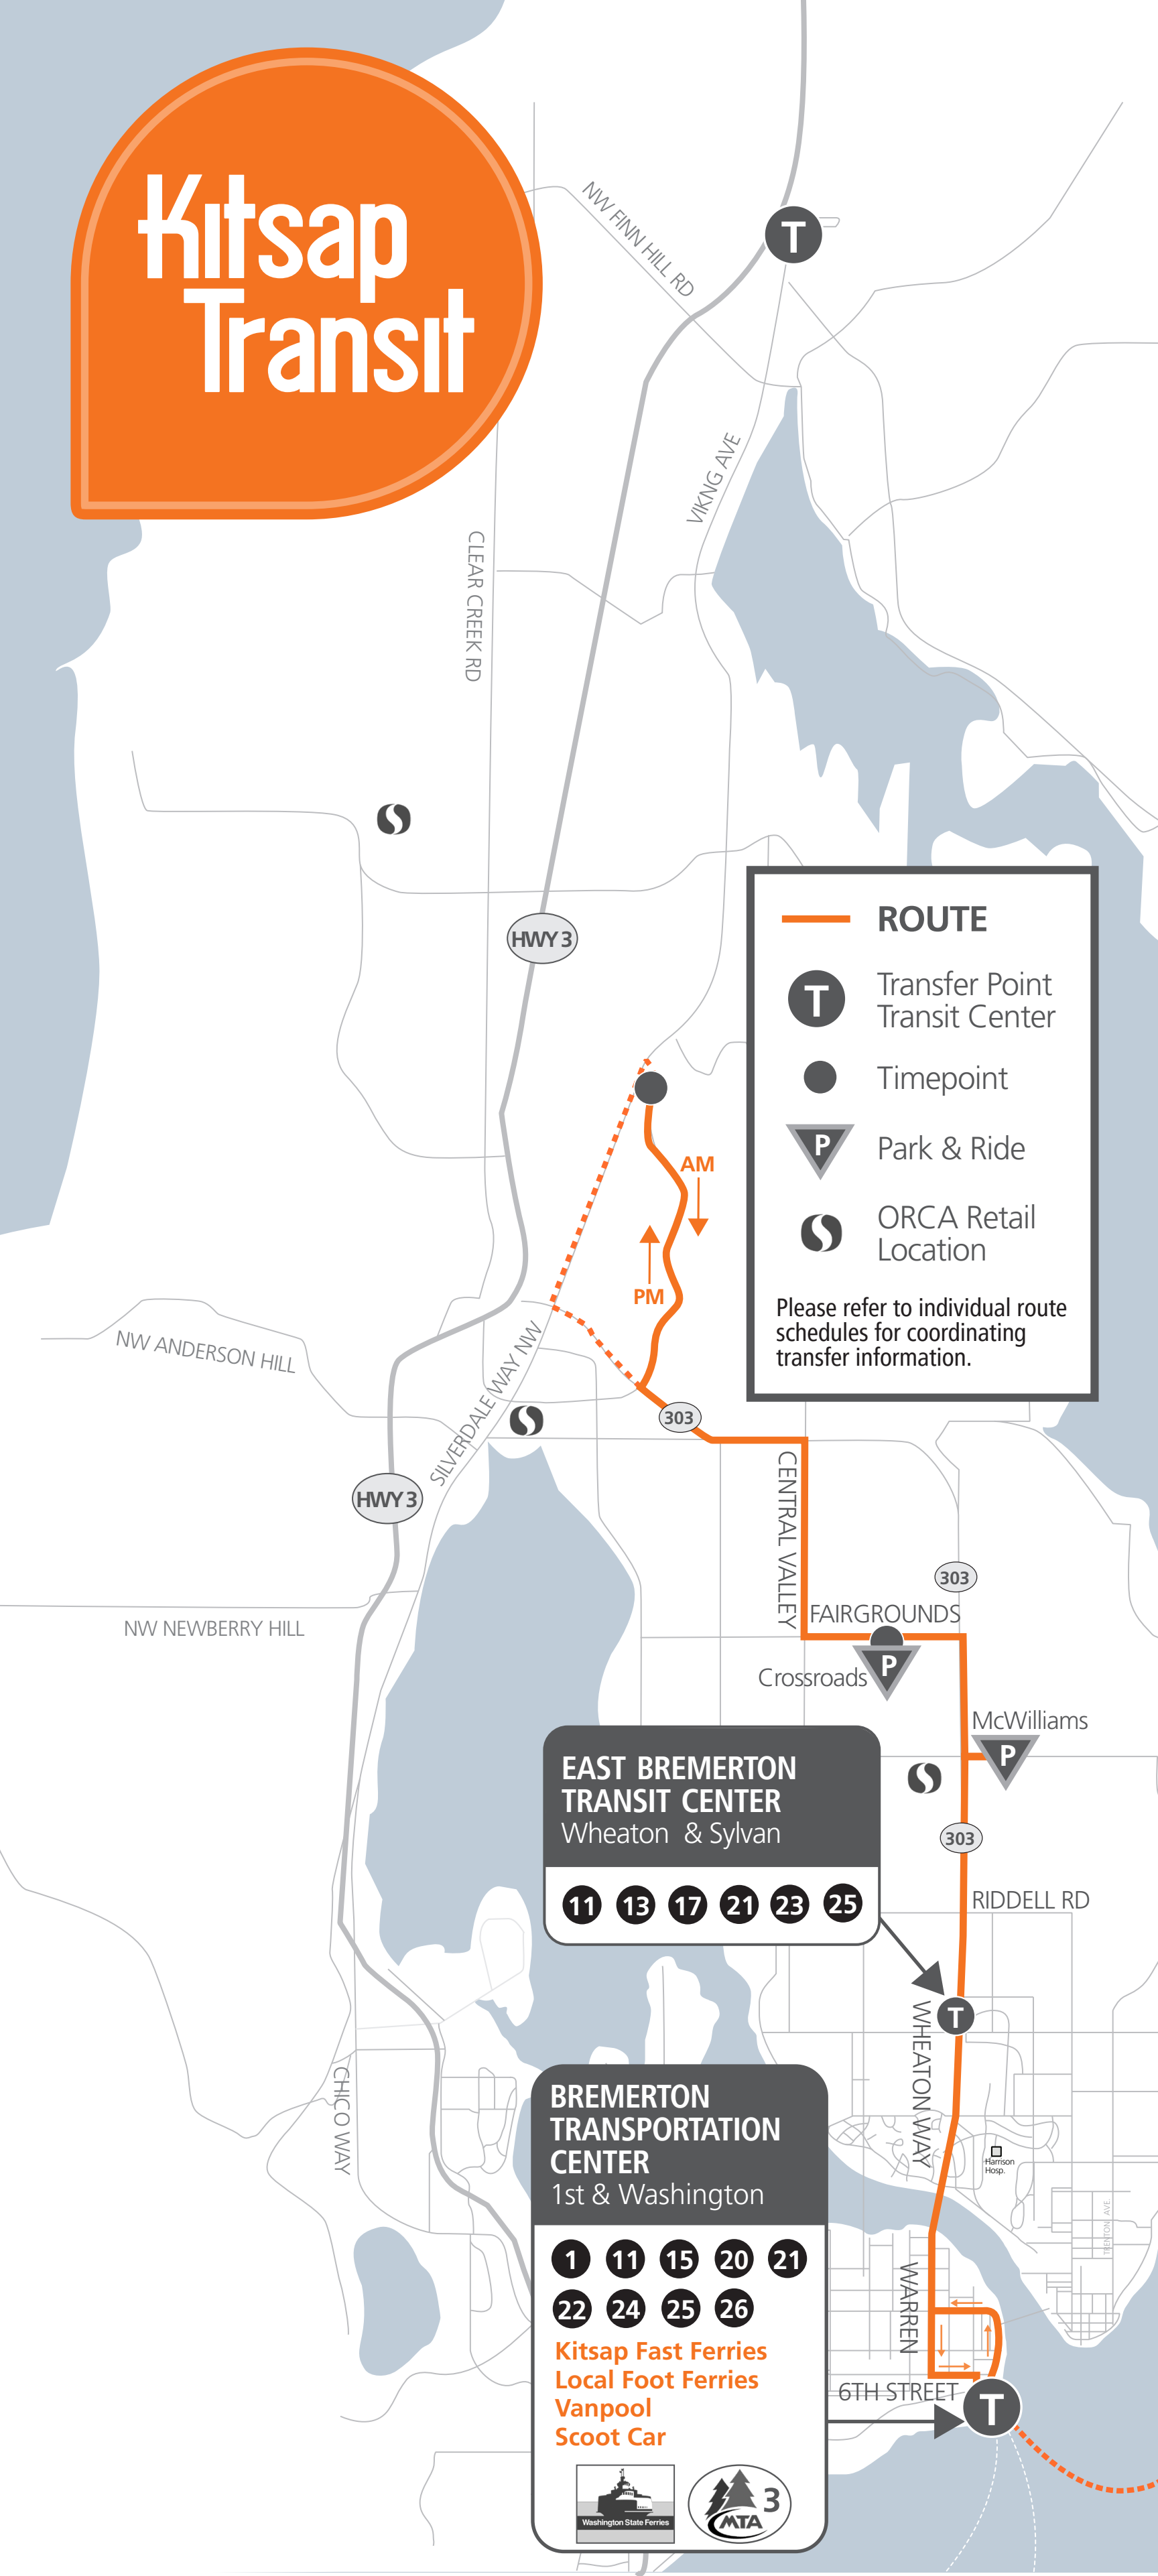 Kitsap
Transit
T
NW FINN HILL RD
VIKNG AVE
CLEAR CREEK RD
HWY 3
ROUTE
T
Transfer Point
Transit Center
Timepoint
P
Park & Ride
ORCA Retail
Location
Please refer to individual route
schedules for coordinating
transfer information.
AM
PM
NW ANDERSON HILL
SILVERDALE WAY NW
303
HWY 3
CENTRAL VALLEY
303
FAIRGROUNDS
NW NEWBERRY HILL
P
Crossroads
McWilliams
P
EAST BREMERTON
TRANSIT CENTER
Wheaton & Sylvan
11 13 17 21 23 25
303
RIDDELL RD
T
WHEATON WAY
CHICO WAY
Harrison
Hosp.
TRENTON AVE
BREMERTON
TRANSPORTATION
CENTER
1st & Washington
1 11 15 20 21
22 24 25 26
Kitsap Fast Ferries
Local Foot Ferries
Vanpool
Scoot Car
Washington State Ferries
MTA 3
WARREN
6TH STREET
T